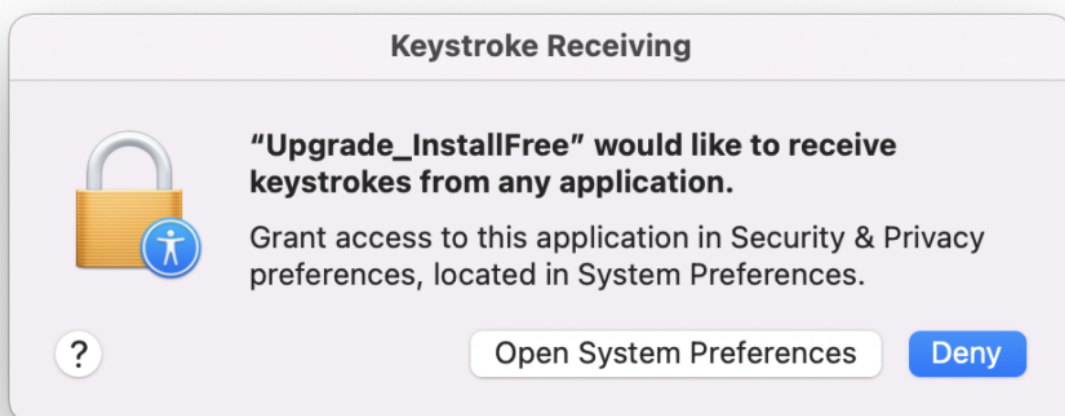 Keystroke Receiving
“Upgrade_InstallFree” would like to receive
keystrokes from any application.
Grant access to this application in Security & Privacy
preferences, located in System Preferences.
?
Open System Preferences
Deny